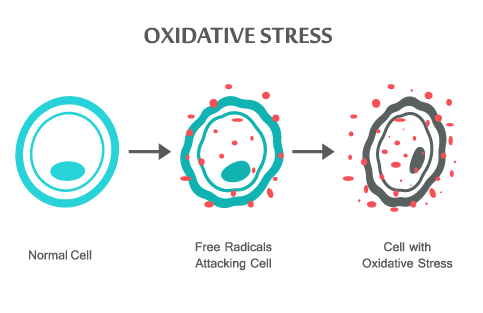 OXIDATIVE STRESS
Normal Cell
Free Radicals
Attacking Cell
Cell with
Oxidative Stress